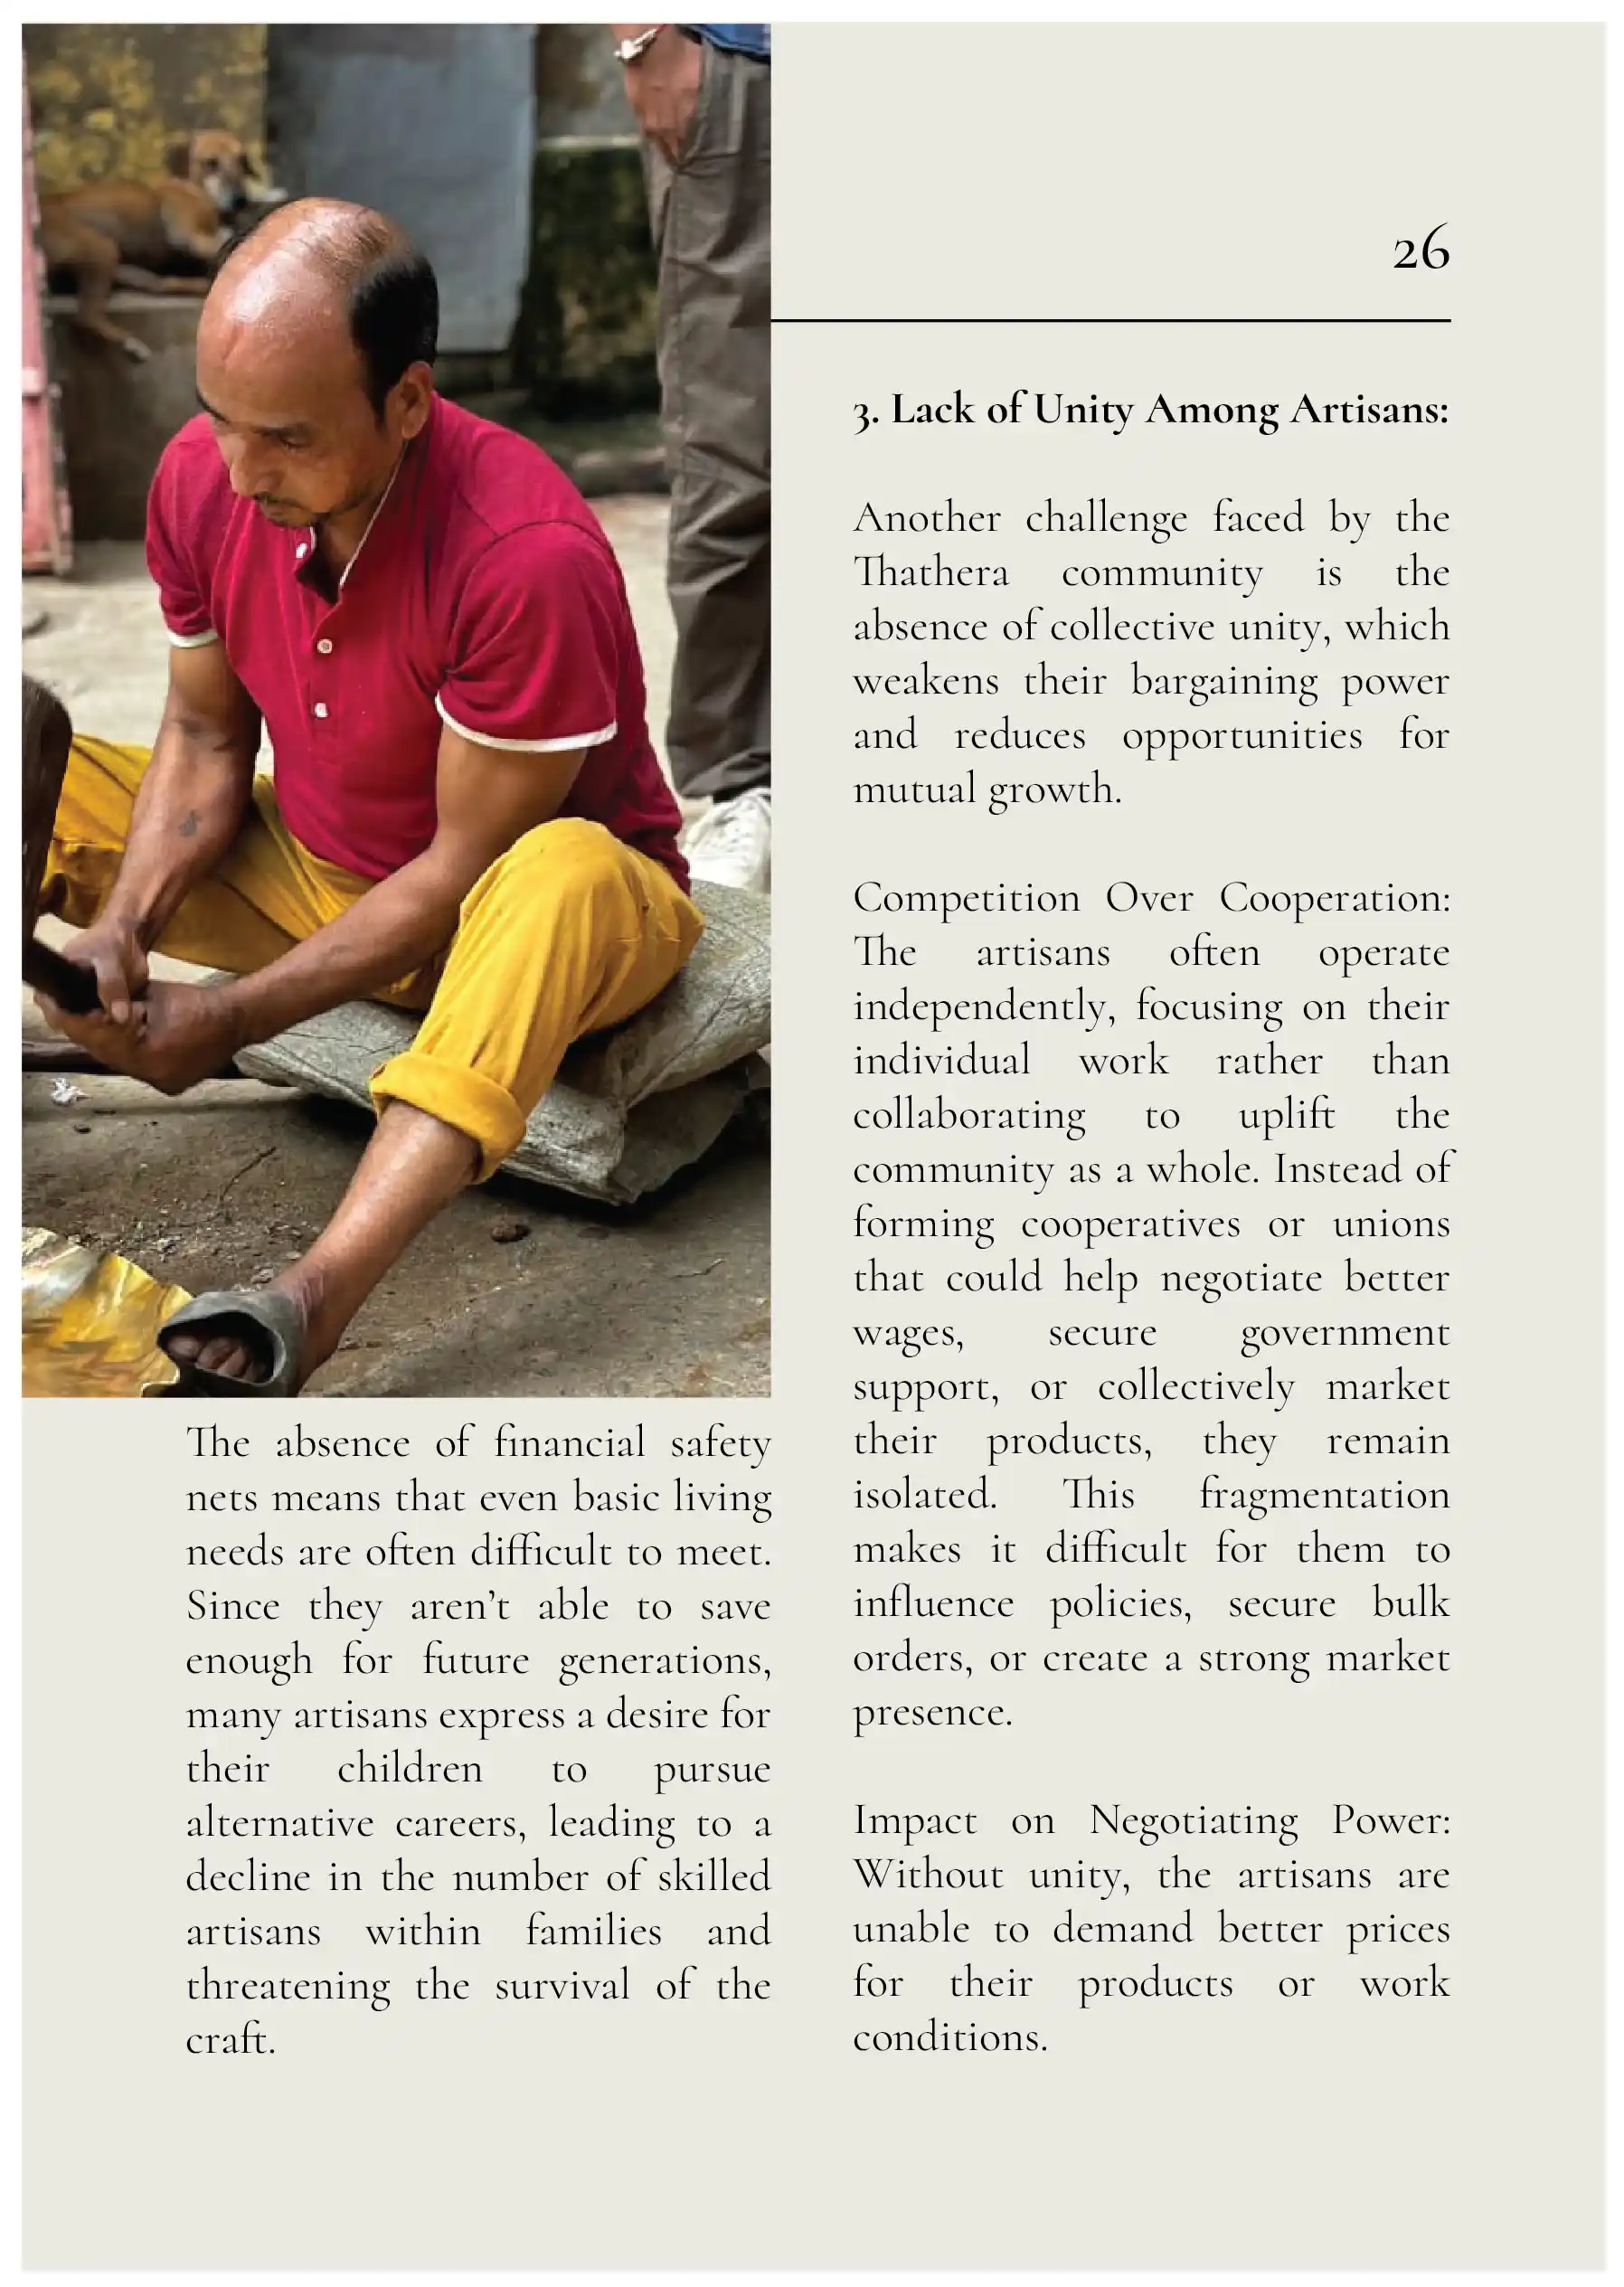 26
The absence of financial safety
nets means that even basic living
needs are often difficult to meet.
Since they aren't able to save
enough for future generations,
many artisans express a desire for
their children to pursue
alternative careers, leading to a
decline in the number of skilled
artisans within families and
threatening the survival of the
craft.
3. Lack of Unity Among Artisans:
Another challenge faced by the
Thathera community is the
absence of collective unity, which
weakens their bargaining power
and reduces opportunities for
mutual growth.
Competition Over Cooperation:
The artisans often operate
independently, focusing on their
individual work rather than
collaborating to uplift the
community as a whole. Instead of
forming cooperatives or unions
that could help negotiate better
wages, secure government
support, or collectively market
their products, they remain
isolated. This fragmentation
makes it difficult for them to
influence policies, secure bulk
orders, or create a strong market
presence.
Impact on Negotiating Power:
Without unity, the artisans are
unable to demand better prices
for their products or work
conditions.